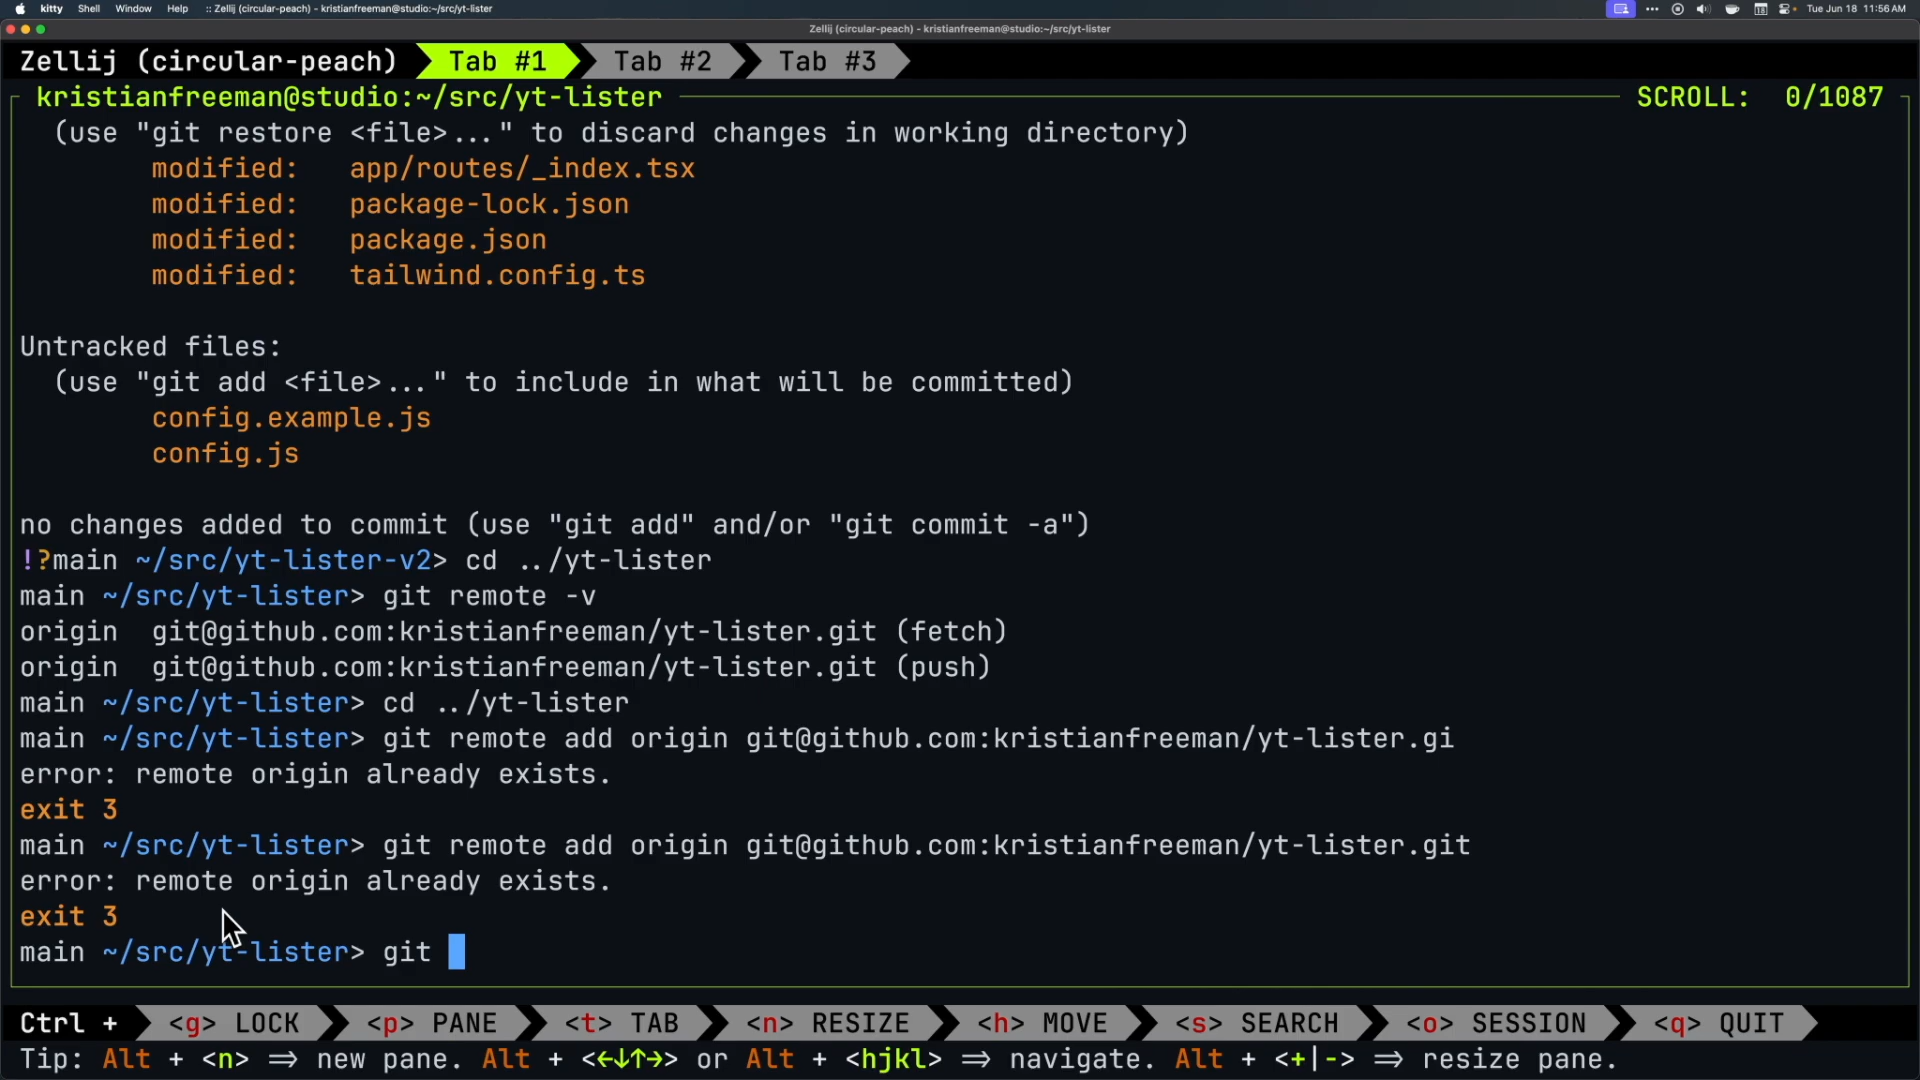 kitty Shell Window Help :: Zellij (circular-peach) - kristianfreeman@studio:~/src/yt-lister Tue Jun 18 11:56 AM
Zellij (circular-peach) - kristianfreeman@studio:~/src/yt-lister
Zellij (circular-peach) Tab #1 Tab #2 Tab #3
kristianfreeman@studio:~/src/yt-lister SCROLL: 0/1087
(use "git restore <file>..." to discard changes in working directory)
modified: app/routes/_index.tsx
modified: package-lock.json
modified: package.json
modified: tailwind.config.ts
Untracked files:
(use "git add <file>..." to include in what will be committed)
config.example.js
config.js
no changes added to commit (use "git add" and/or "git commit -a")
!?main ~/src/yt-lister-v2> cd ../yt-lister
main ~/src/yt-lister> git remote -v
origin git@github.com:kristianfreeman/yt-lister.git (fetch)
origin git@github.com:kristianfreeman/yt-lister.git (push)
main ~/src/yt-lister> cd ../yt-lister
main ~/src/yt-lister> git remote add origin git@github.com:kristianfreeman/yt-lister.gi
error: remote origin already exists.
exit 3
main ~/src/yt-lister> git remote add origin git@github.com:kristianfreeman/yt-lister.git
error: remote origin already exists.
exit 3
main ~/src/yt-lister> git
Ctrl + <g> LOCK <p> PANE <t> TAB <n> RESIZE <h> MOVE <s> SEARCH <o> SESSION <q> QUIT
Tip: Alt + <n> => new pane. Alt + <←↓↑→> or Alt + <hjkl> => navigate. Alt + <+|-> => resize pane.